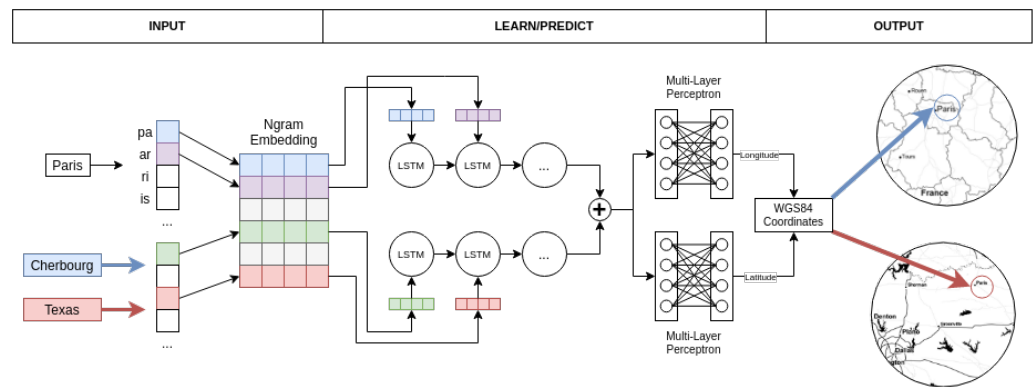 INPUT
LEARN/PREDICT
OUTPUT
Paris
pa
ar
ri
is
...
Cherbourg
Texas
...
Ngram
Embedding
LSTM
LSTM
...
LSTM
LSTM
...
+
Multi-Layer
Perceptron
Multi-Layer
Perceptron
Longitude
Latitude
WGS84
Coordinates
Rouen
Paris
Tours
France
Sherman
Paris
Denton
Greenville
Plano
Dallas